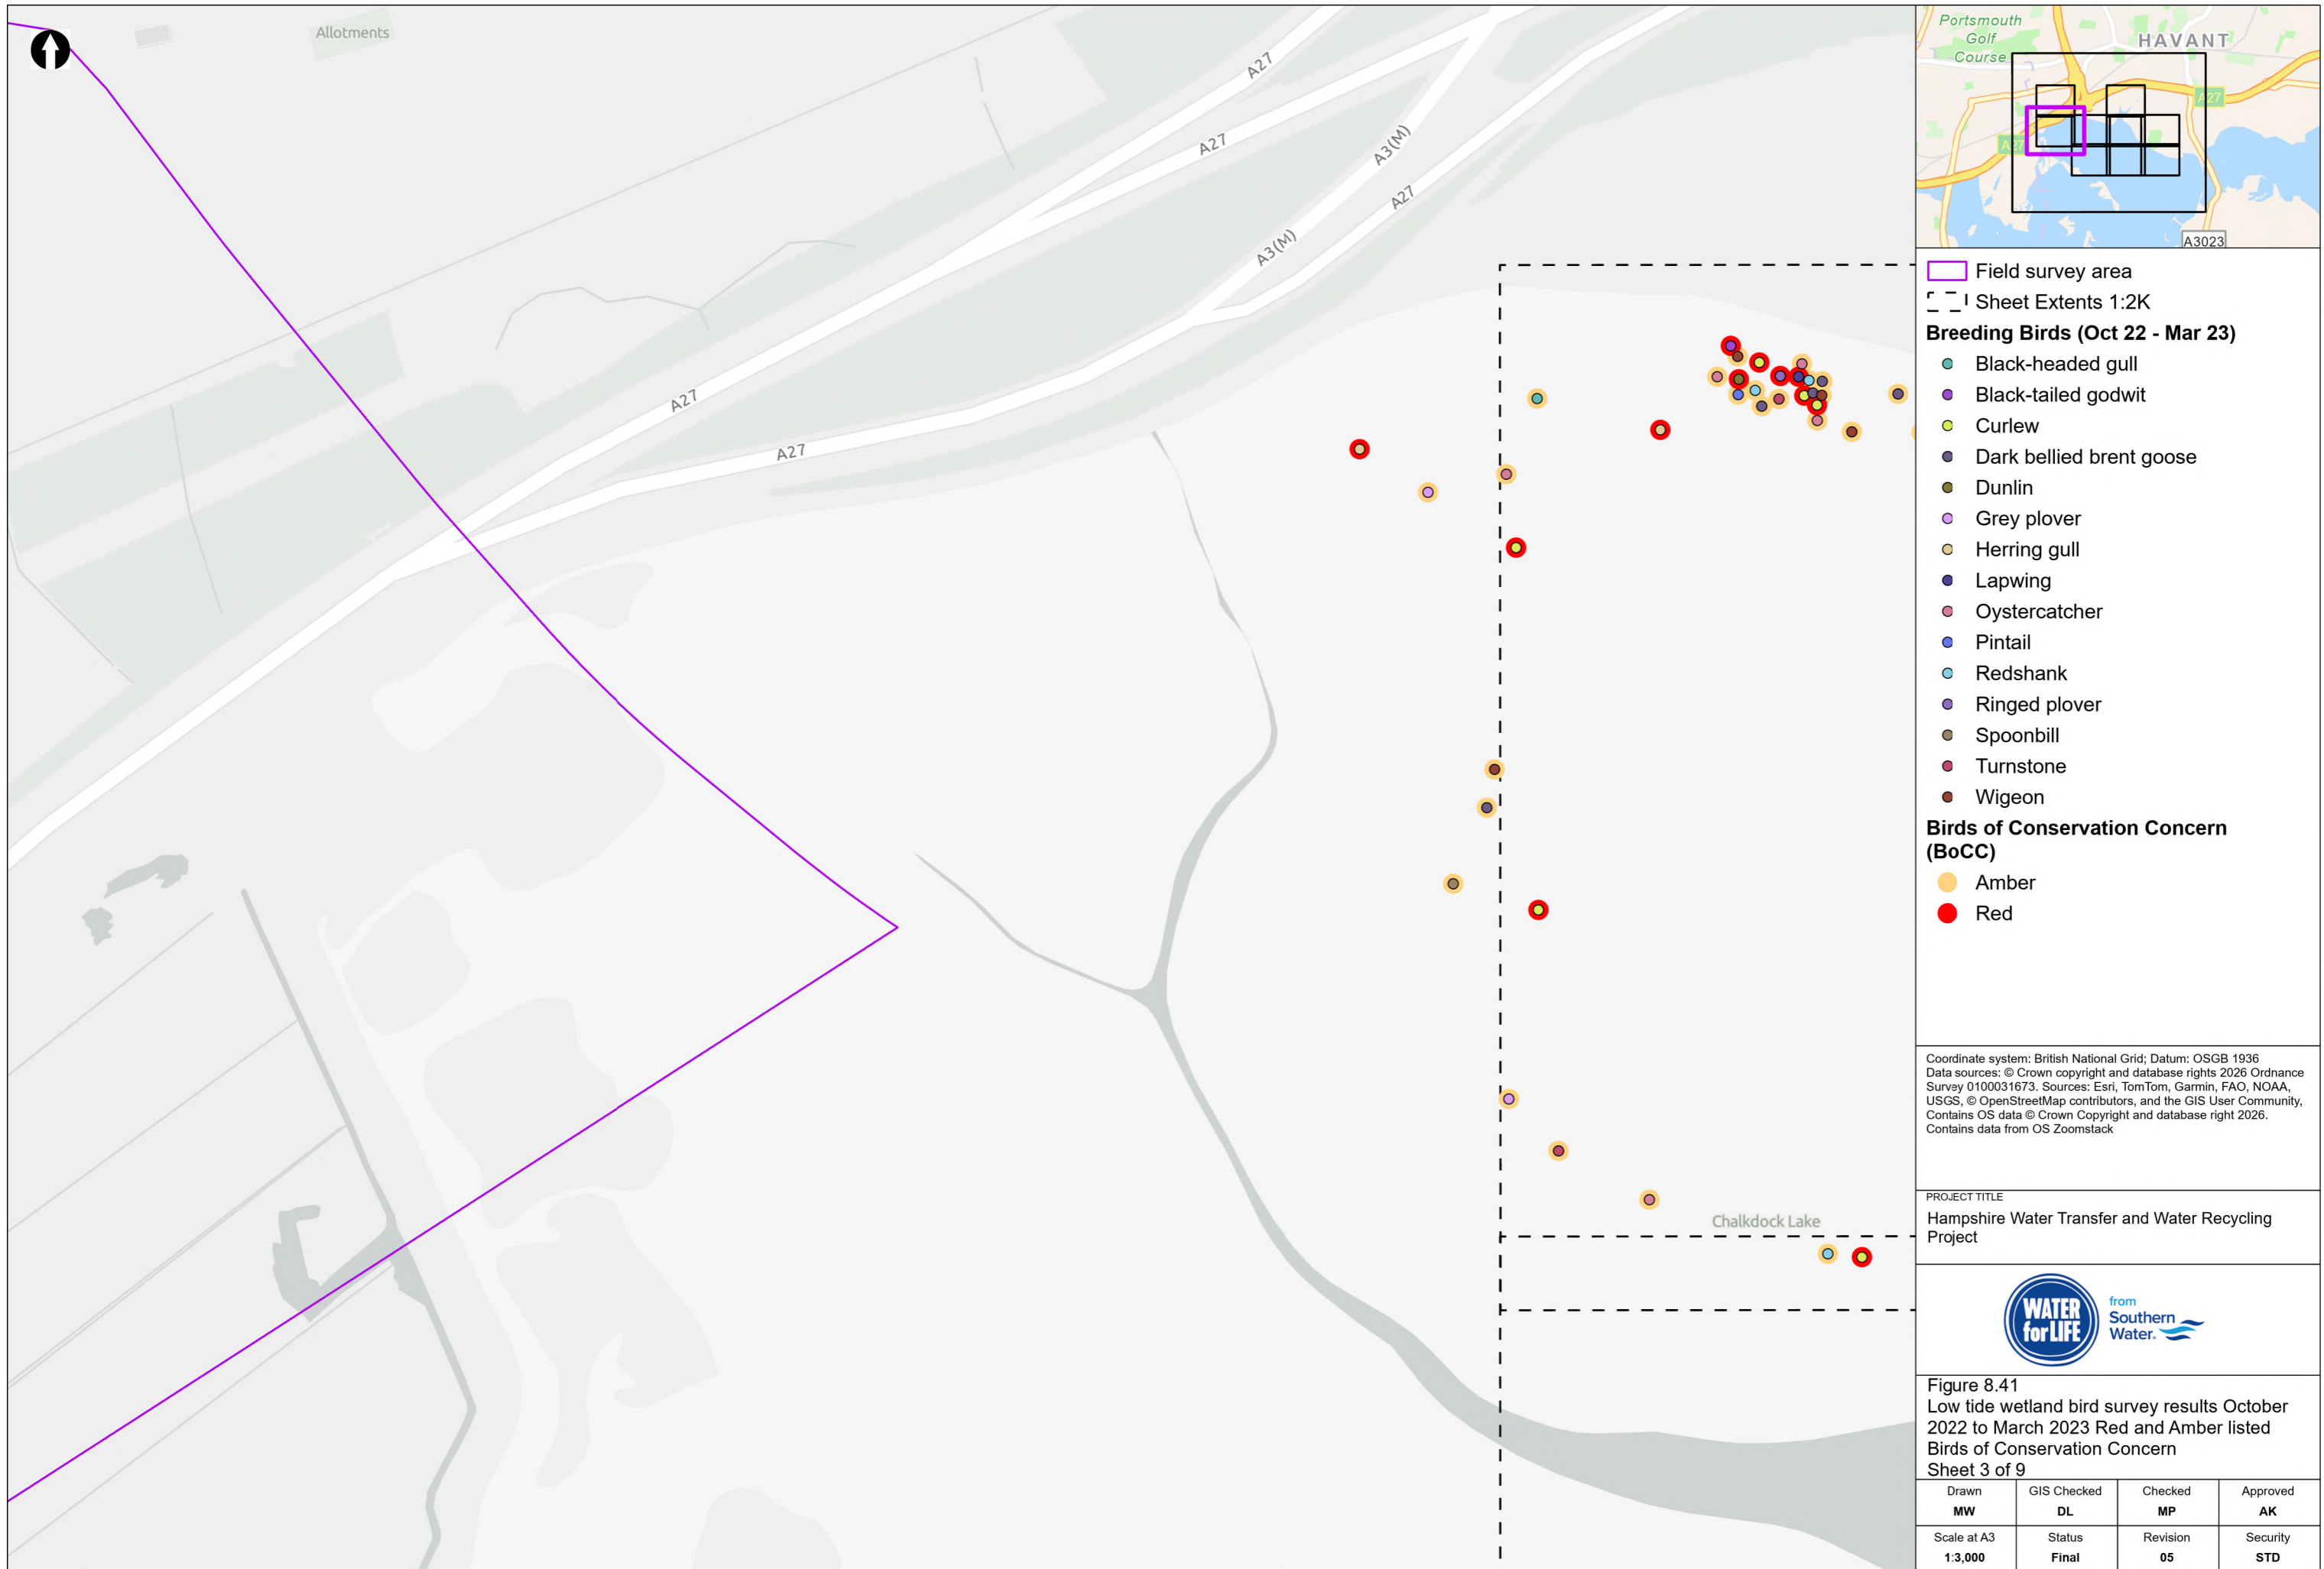 Allotments
A27
A27
A3(M)
A27
A3(M)
A27
A27
Chalkdock Lake
Portsmouth
Golf
Course
HAVANT
A27
A27
A3023
Field survey area
Sheet Extents 1:2K
Breeding Birds (Oct 22 - Mar 23)
Black-headed gull
Black-tailed godwit
Curlew
Dark bellied brent goose
Dunlin
Grey plover
Herring gull
Lapwing
Oystercatcher
Pintail
Redshank
Ringed plover
Spoonbill
Turnstone
Wigeon
Birds of Conservation Concern
(BoCC)
Amber
Red
Coordinate system: British National Grid; Datum: OSGB 1936
Data sources: © Crown copyright and database rights 2026 Ordnance
Survey 0100031673. Sources: Esri, TomTom, Garmin, FAO, NOAA,
USGS, © OpenStreetMap contributors, and the GIS User Community,
Contains OS data © Crown Copyright and database right 2026.
Contains data from OS Zoomstack
PROJECT TITLE
Hampshire Water Transfer and Water Recycling
Project
WATER
for LIFE
from
Southern
Water.
Figure 8.41
Low tide wetland bird survey results October
2022 to March 2023 Red and Amber listed
Birds of Conservation Concern
Sheet 3 of 9
Drawn GIS Checked Checked Approved
MW DL MP AK
Scale at A3 Status Revision Security
1:3,000 Final 05 STD